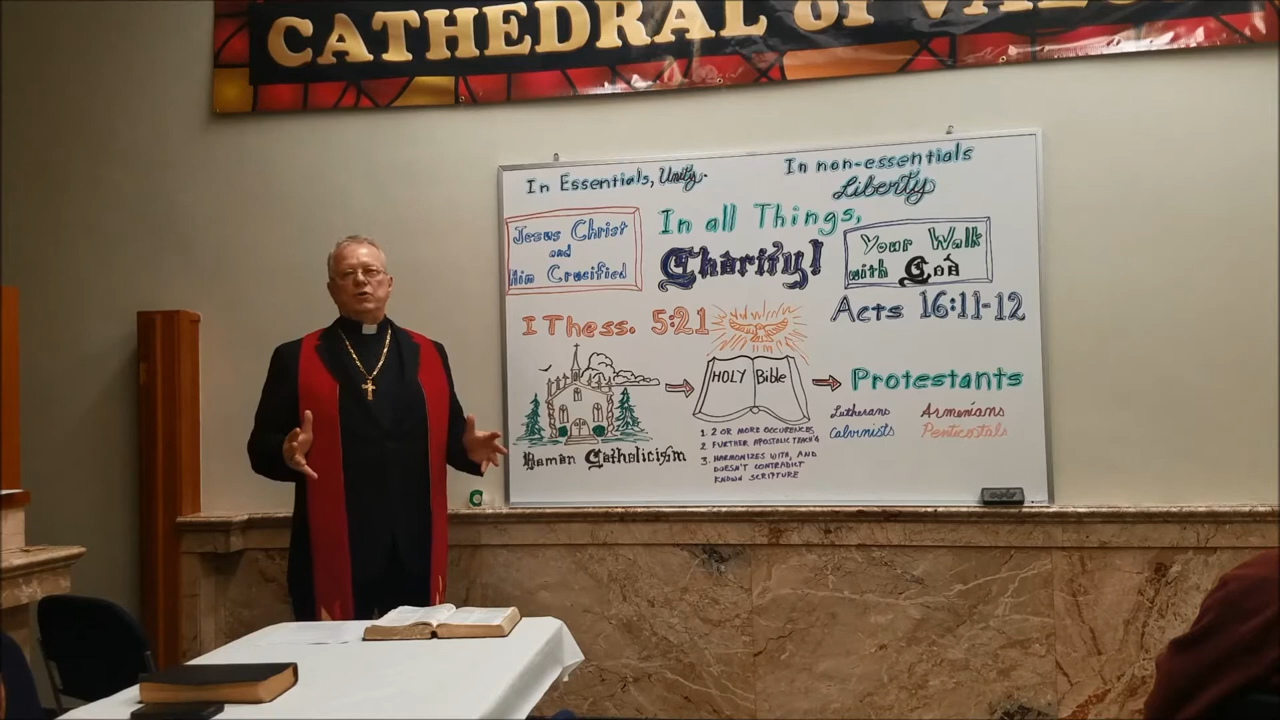 CATHEDRAL of
In Essentials, Unity.
In non-essentials
Liberty
In all Things,
Charity!
Jesus Christ
and
Him Crucified
Your Walk
with God
I Thess. 5:21
Acts 16:11-12
HOLY Bible
Protestants
Lutherans
Armenians
Calvinists
Pentecostals
Roman Catholicism
1. 2 OR MORE OCCURENCES
2 FURTHER APOSTOLIC TEACH'G
3. HARMONIZES WITH, AND
DOESN'T CONTRADICT
KNOWN SCRIPTURE